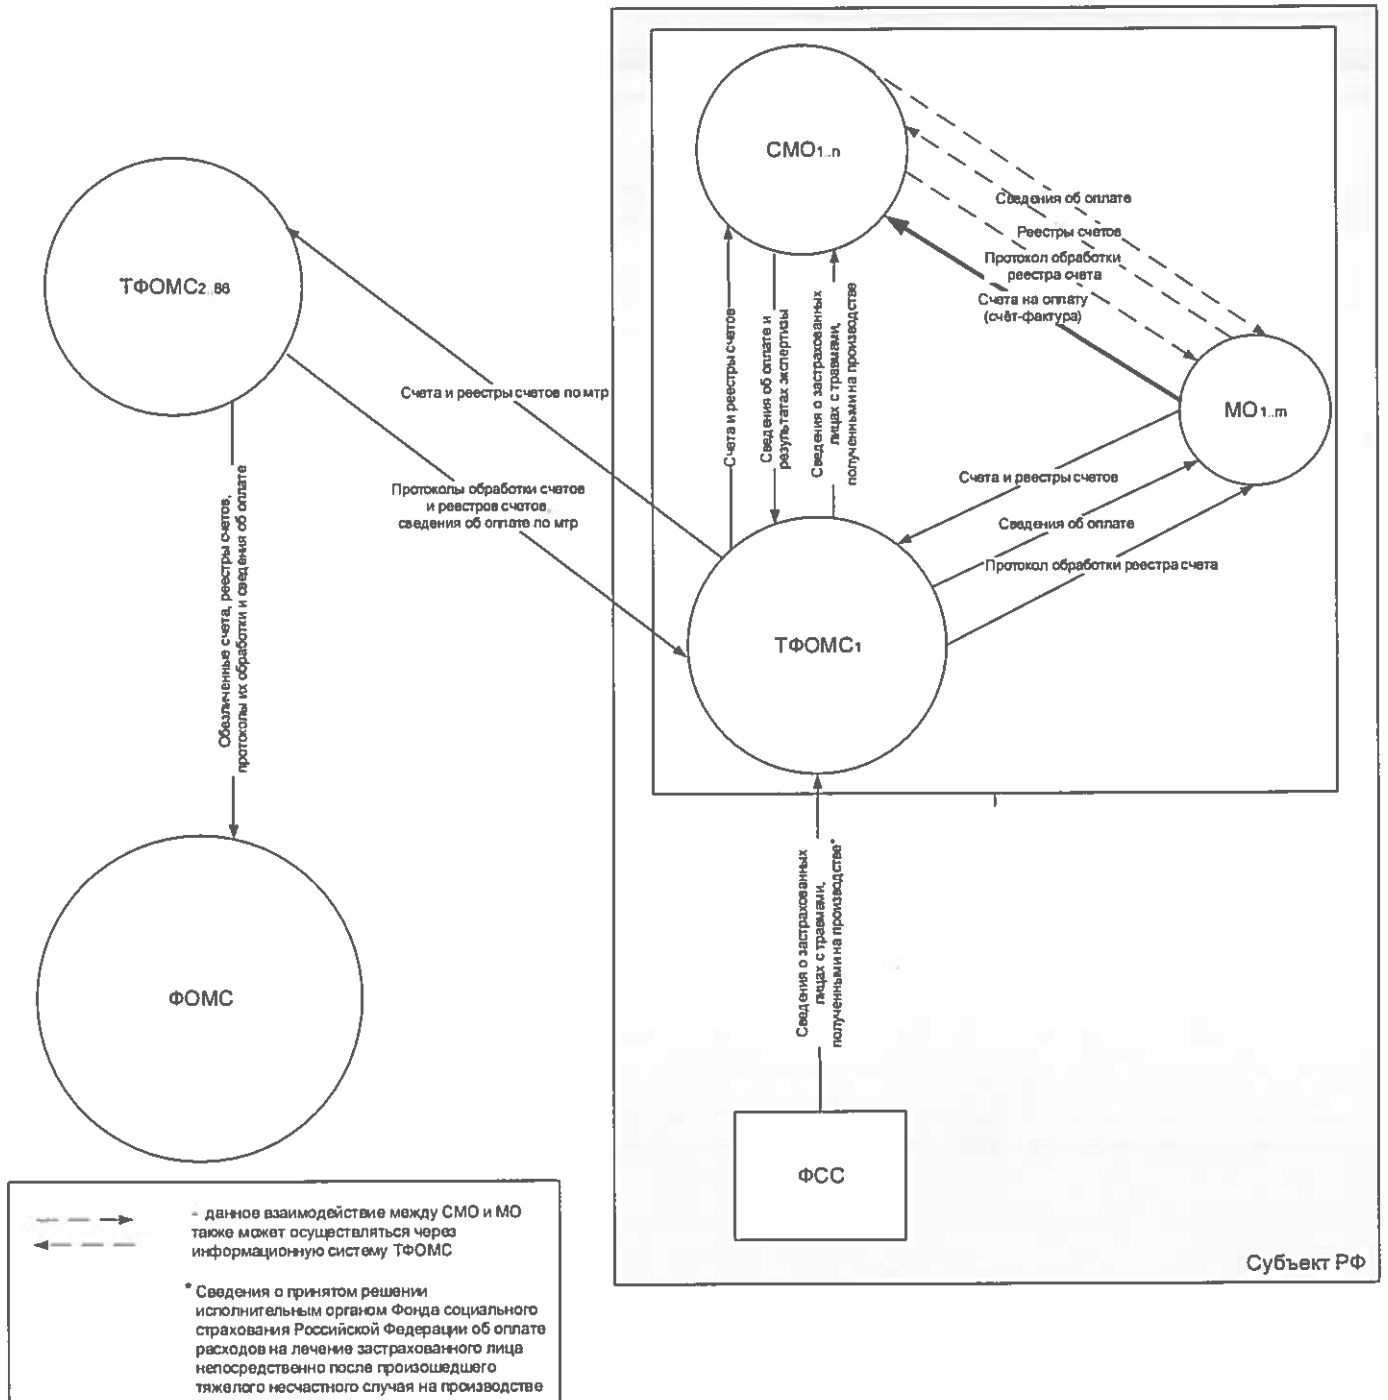 СМО1..n
Сведения об оплате
Реестры счетов
Протокол обработки
реестра счета
Счета на оплату
(счёт-фактура)
МО1..m
ТФОМС2..86
Счета и реестры счетов по мтр
Протоколы обработки счетов
и реестров счетов,
сведения об оплате по мтр
Счета и реестры счетов
Сведения об оплате и
результатах экспертизы
Сведения о застрахованных
лицах с травмами,
полученными на производстве
Счета и реестры счетов
Сведения об оплате
Протокол обработки реестра счета
ТФОМС1
Обезличенные счета, реестры счетов,
протоколы их обработки и сведения об оплате
ФОМС
Сведения о застрахованных
лицах с травмами,
полученными на производстве*
ФСС
Субъект РФ
- данное взаимодействие между СМО и МО
также может осуществляться через
информационную систему ТФОМС
* Сведения о принятом решении
исполнительным органом Фонда социального
страхования Российской Федерации об оплате
расходов на лечение застрахованного лица
непосредственно после произошедшего
тяжелого несчастного случая на производстве